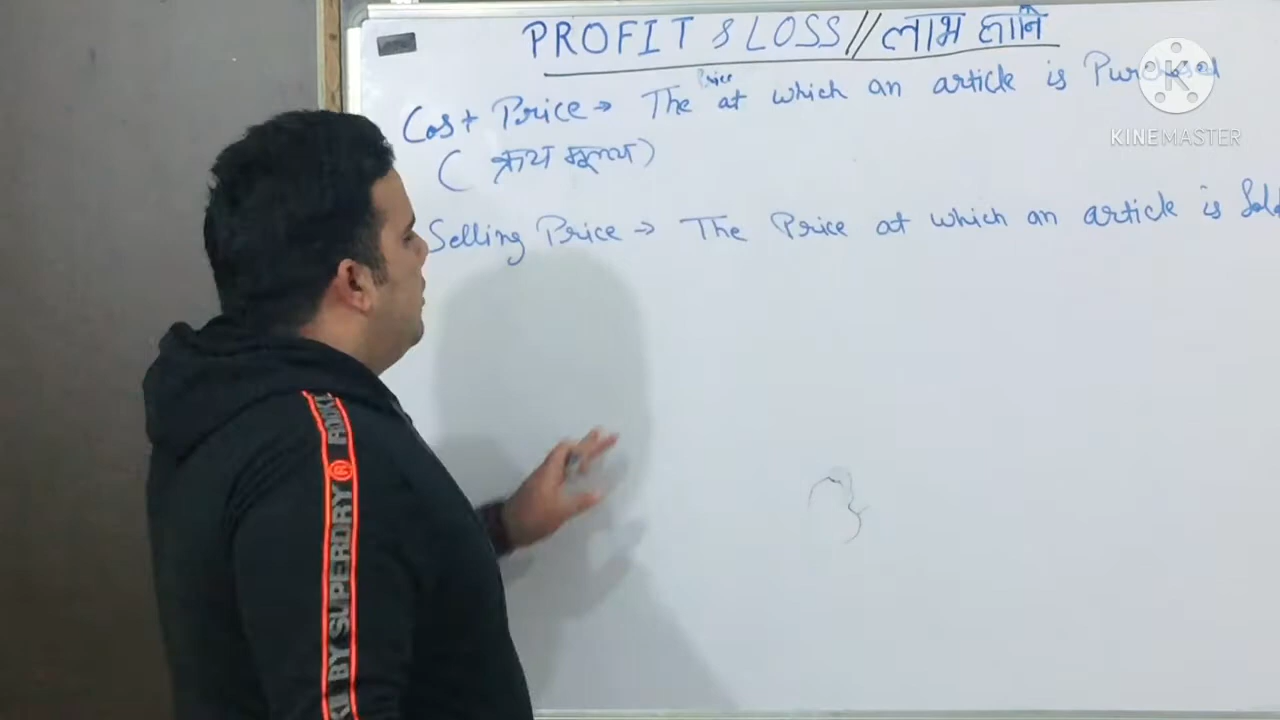 PROFIT & LOSS // लाभ हानि
Cost Price → The Price at which an article is Purchased
( क्रय मूल्य )
Selling Price → The Price at which an article is Sold
KINEMASTER
BY SUPERDRY®